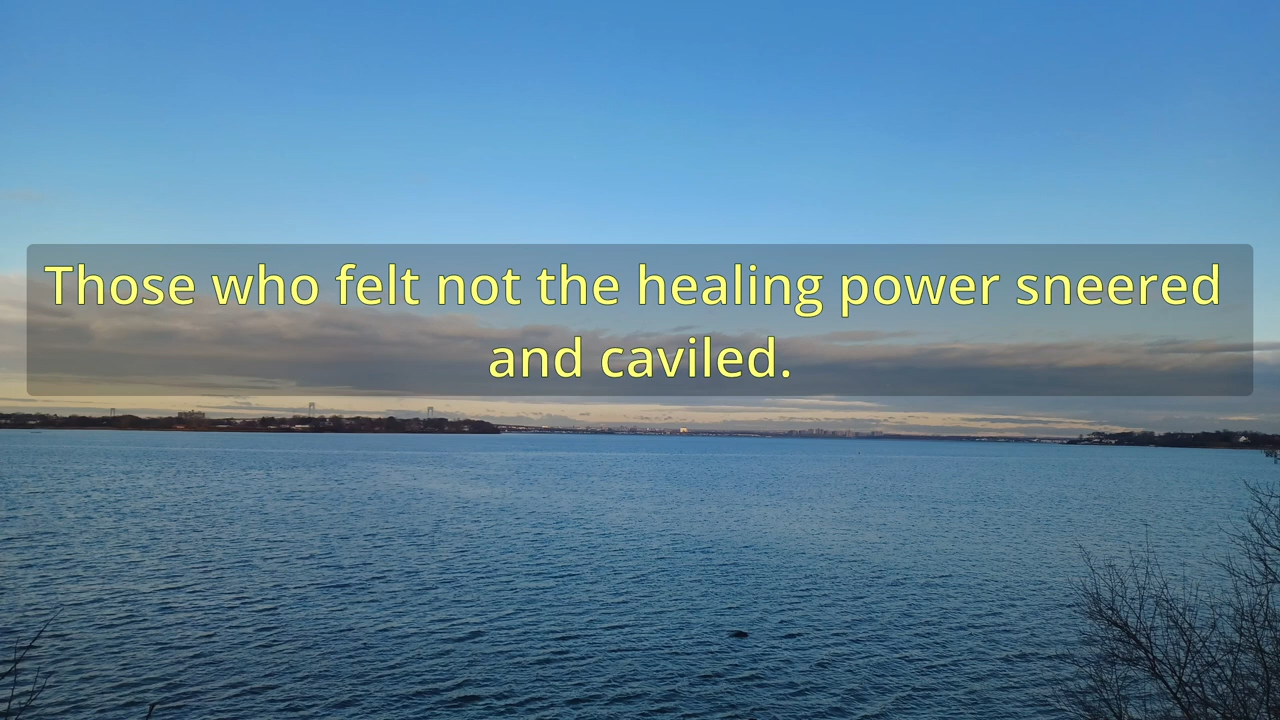 Those who felt not the healing power sneered
and caviled.